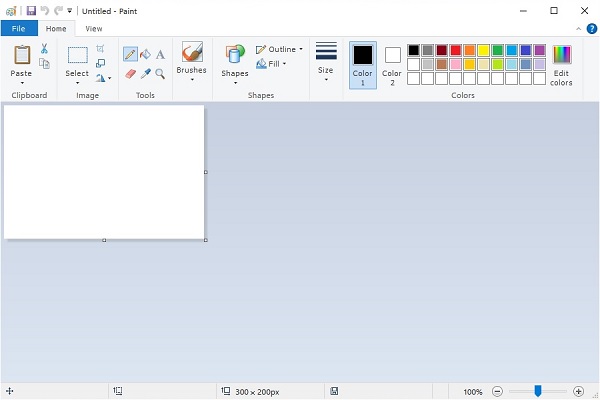 Untitled - Paint
File Home View
Paste
Select
A
Brushes
Shapes
Outline
Fill
Size
Color 1
Color 2
Edit colors
Clipboard Image Tools Shapes Colors
300 × 200px
100%